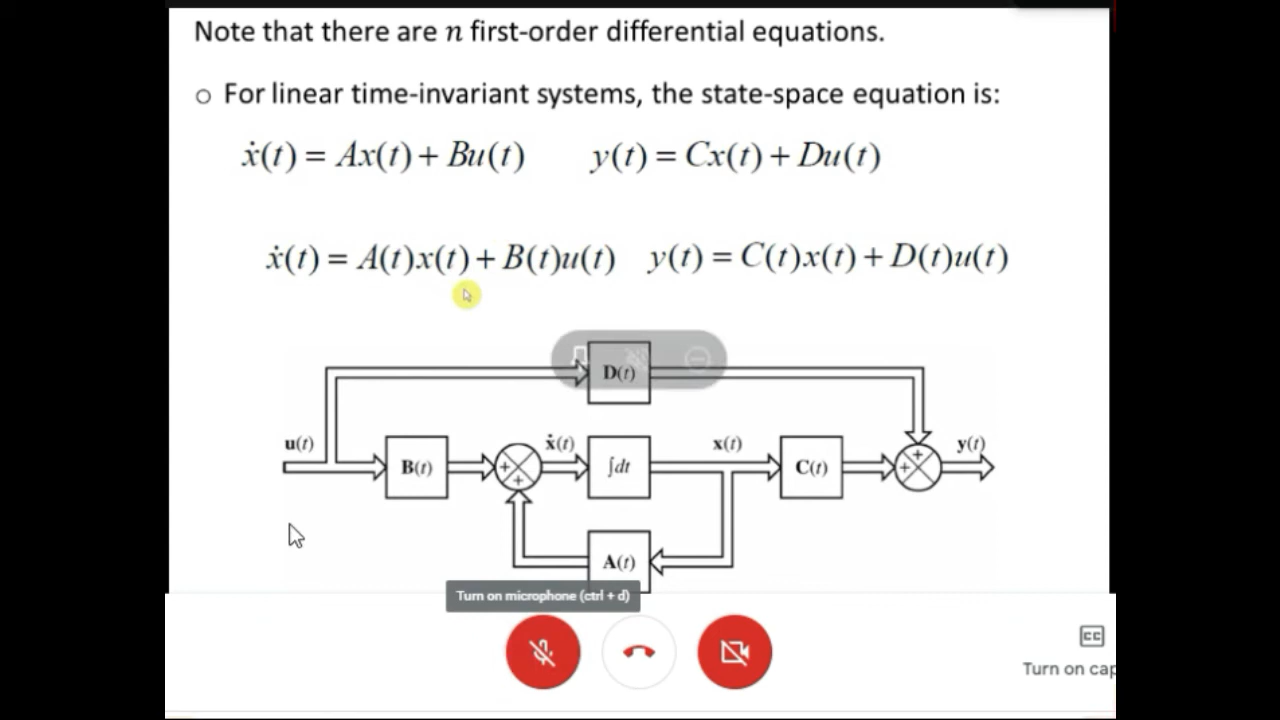 Note that there are n first-order differential equations.
o For linear time-invariant systems, the state-space equation is:
ẋ(t) = Ax(t) + Bu(t) y(t) = Cx(t) + Du(t)
ẋ(t) = A(t)x(t) + B(t)u(t) y(t) = C(t)x(t) + D(t)u(t)
D(t)
u(t) ẋ(t) x(t) y(t)
B(t) + + ∫dt C(t) + +
A(t)
Turn on microphone (ctrl + d)
CC
Turn on cap